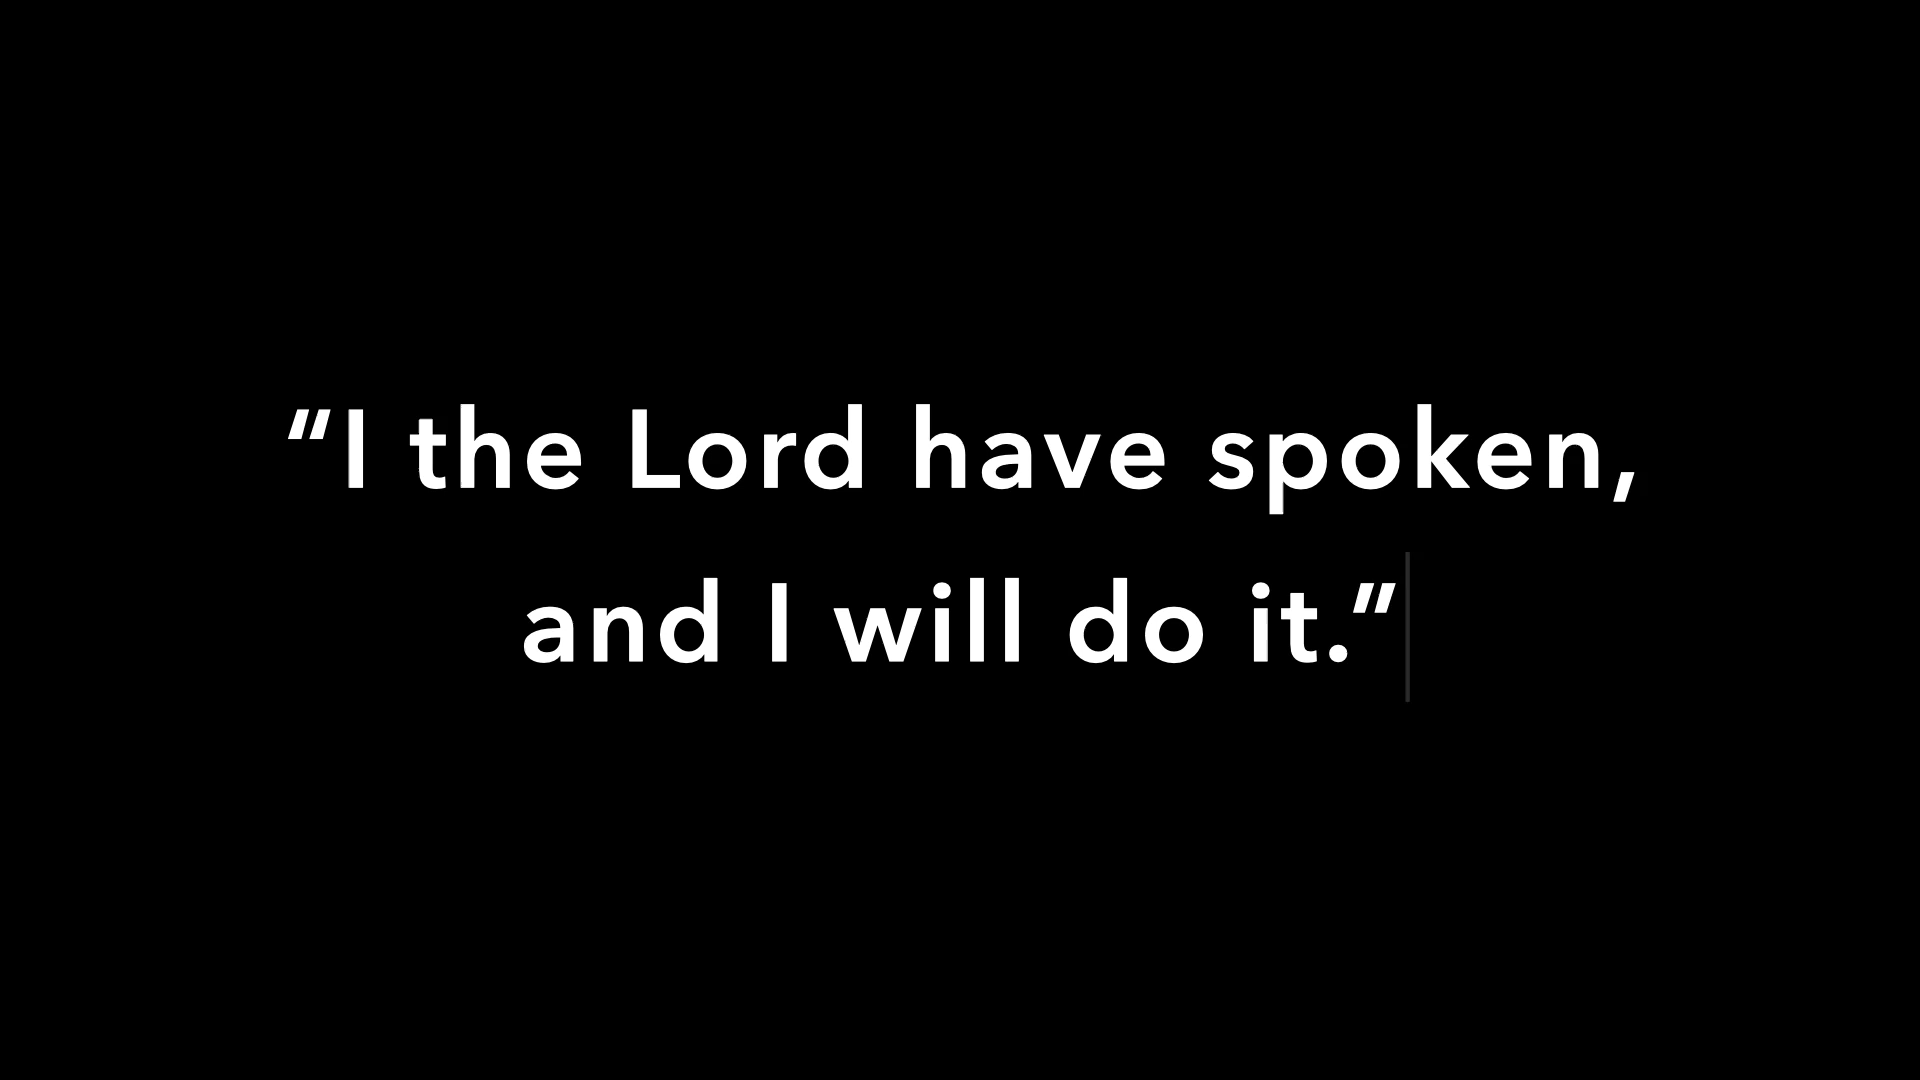 “I the Lord have spoken,
and I will do it.”